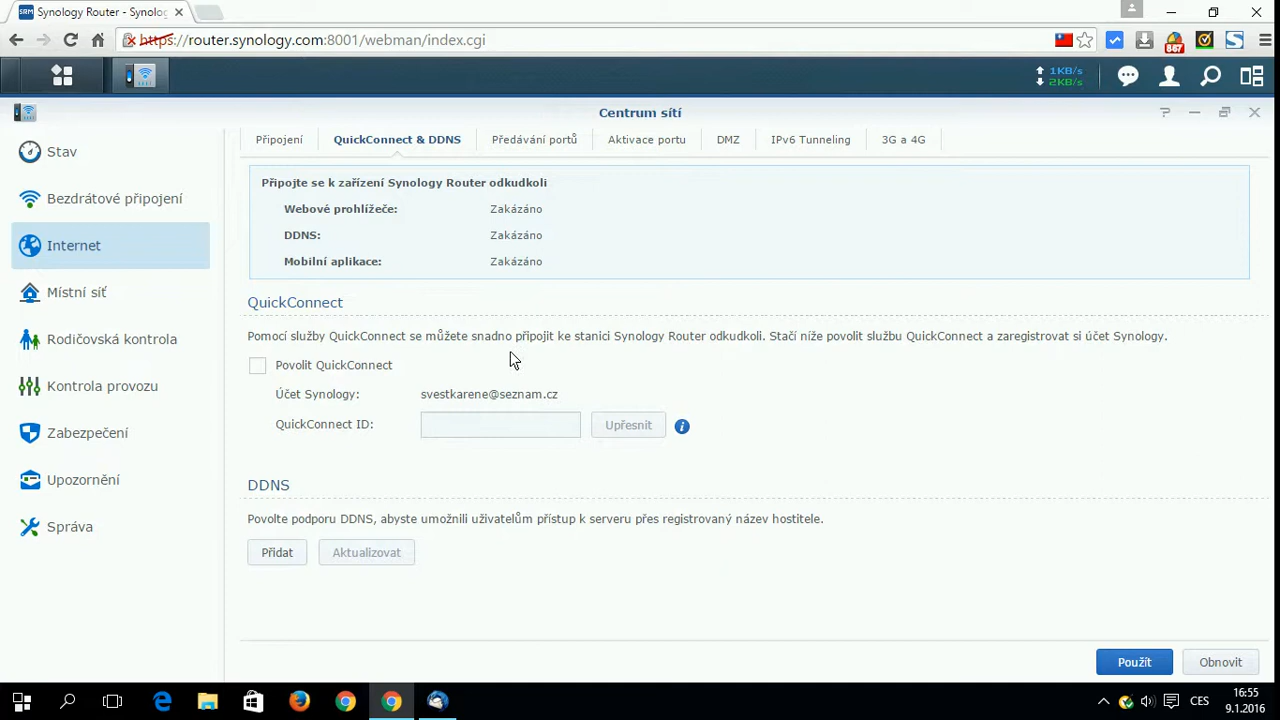 Synology Router - Synolog
https://router.synology.com:8001/webman/index.cgi
867
1KB/s
2KB/s
Centrum sítí
Stav
Bezdrátové připojení
Internet
Místní síť
Rodičovská kontrola
Kontrola provozu
Zabezpečení
Upozornění
Správa
Připojení
QuickConnect & DDNS
Předávání portů
Aktivace portu
DMZ
IPv6 Tunneling
3G a 4G
Připojte se k zařízení Synology Router odkudkoli
Webové prohlížeče: Zakázáno
DDNS: Zakázáno
Mobilní aplikace: Zakázáno
QuickConnect
Pomocí služby QuickConnect se můžete snadno připojit ke stanici Synology Router odkudkoli. Stačí níže povolit službu QuickConnect a zaregistrovat si účet Synology.
Povolit QuickConnect
Účet Synology: svestkarene@seznam.cz
QuickConnect ID: Upřesnit
DDNS
Povolte podporu DDNS, abyste umožnili uživatelům přístup k serveru přes registrovaný název hostitele.
Přidat Aktualizovat
Použít Obnovit
CES
16:55
9.1.2016